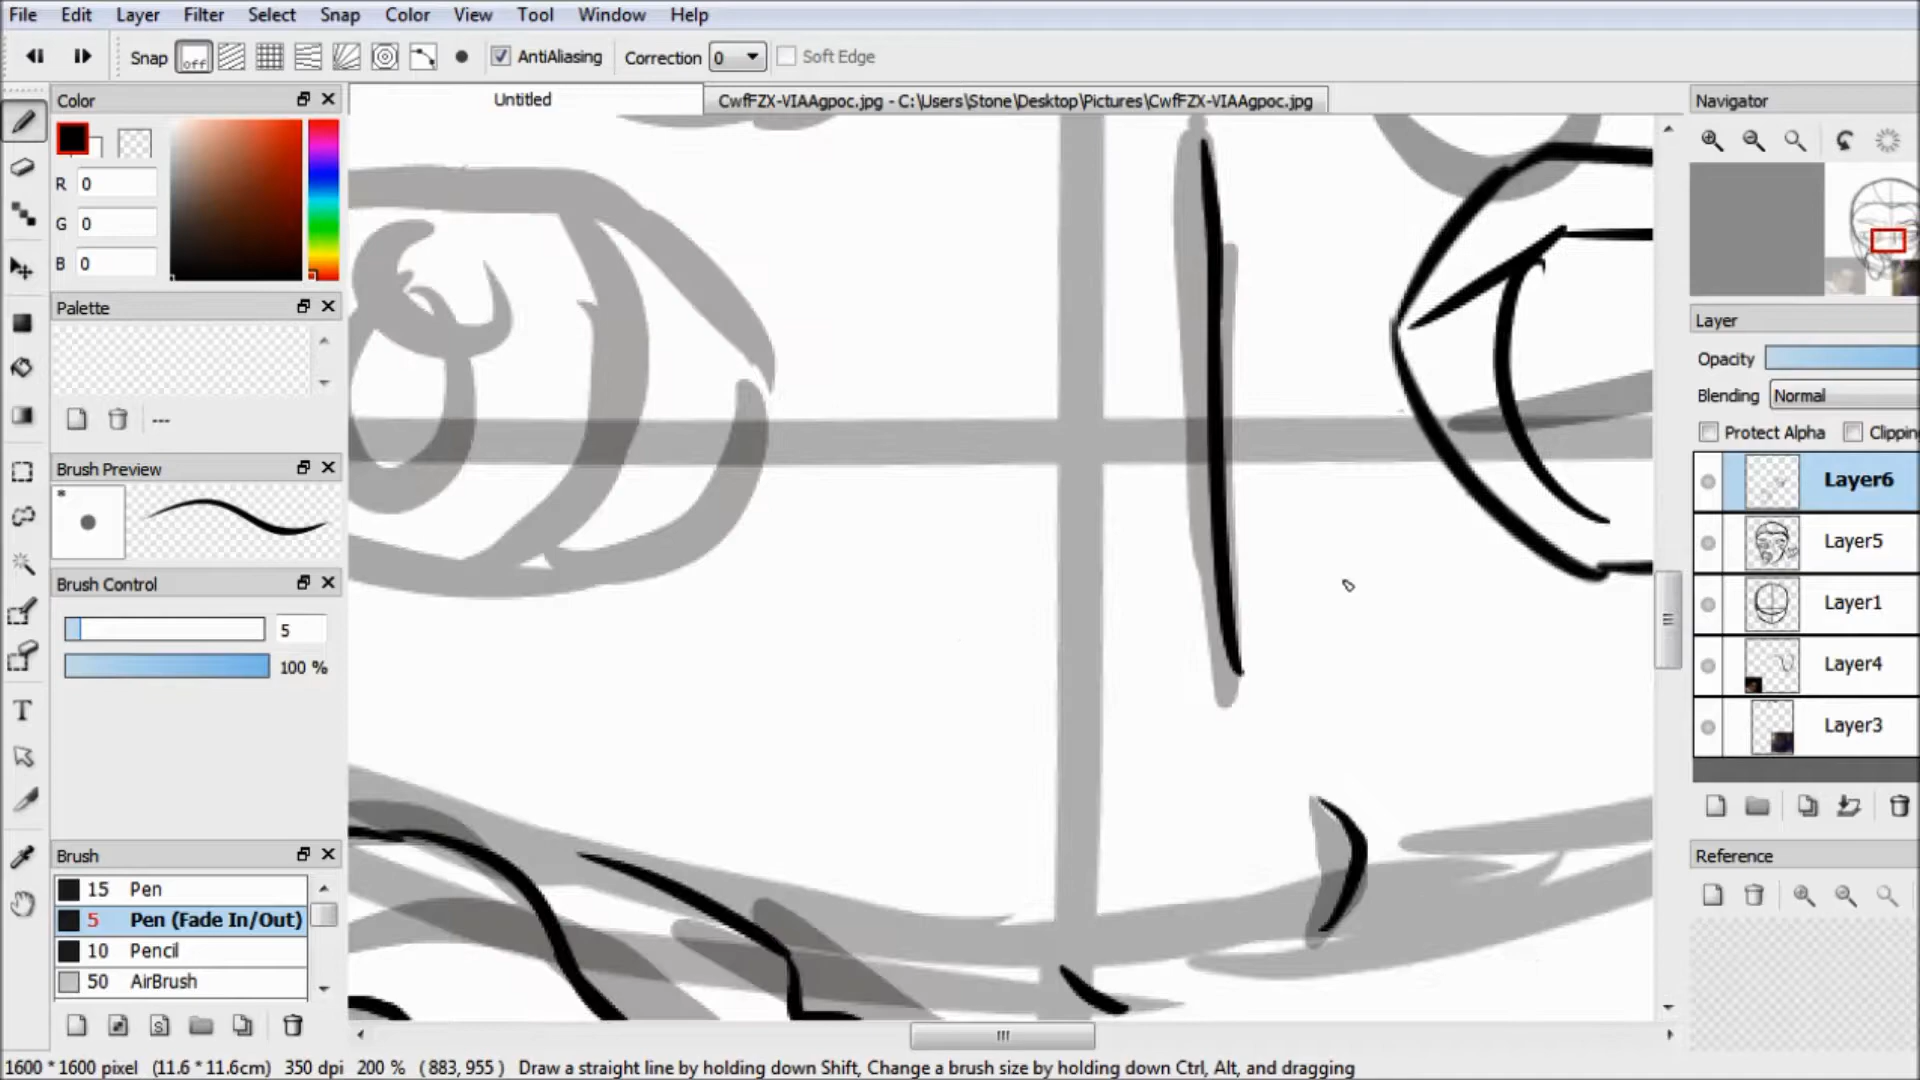 File Edit Layer Filter Select Snap Color View Tool Window Help
Snap off AntiAliasing Correction 0 Soft Edge
Color
Untitled
CwfFZX-VIAAgpoc.jpg - C:\Users\Stone\Desktop\Pictures\CwfFZX-VIAAgpoc.jpg
Navigator
R 0
G 0
B 0
Palette
---
Brush Preview
*
Brush Control
5
100 %
Brush
15 Pen
5 Pen (Fade In/Out)
10 Pencil
50 AirBrush
S
Layer
Opacity
Blending Normal
Protect Alpha Clipping
Layer6
Layer5
Layer1
Layer4
Layer3
Reference
T
1600 * 1600 pixel (11.6 * 11.6cm) 350 dpi 200 % ( 883, 955 ) Draw a straight line by holding down Shift, Change a brush size by holding down Ctrl, Alt, and dragging